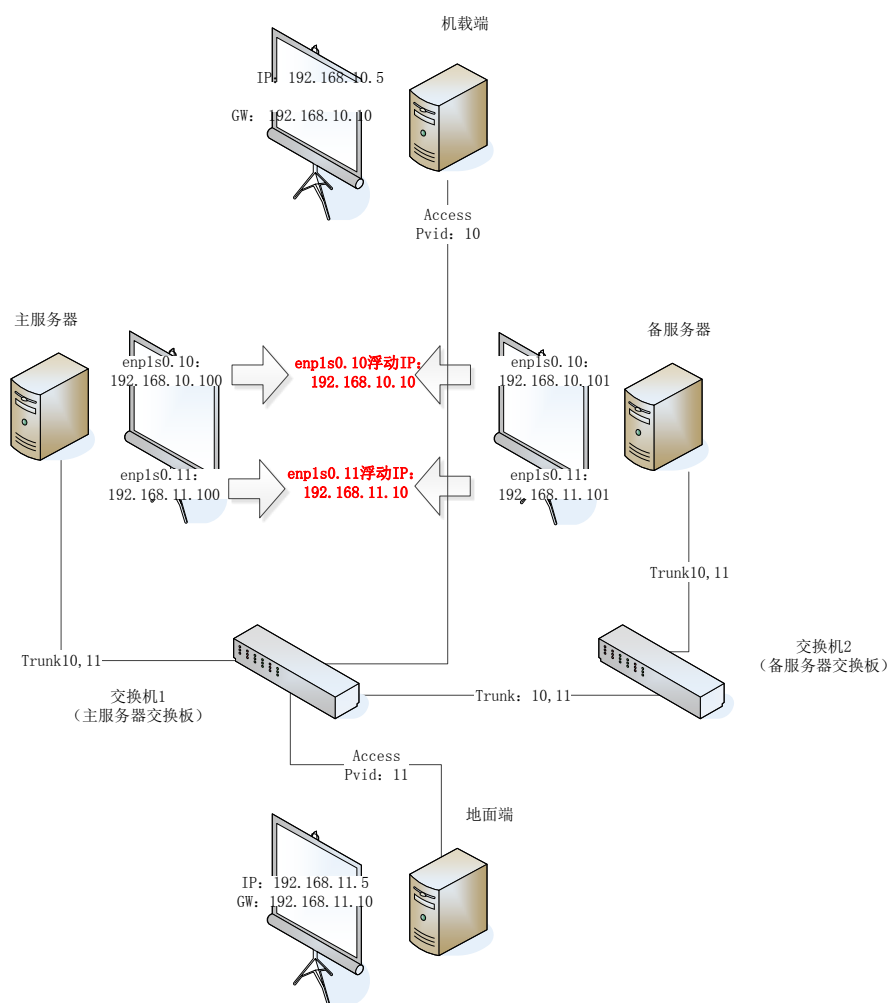 机载端
IP: 192.168.10.5
GW: 192.168.10.10
Access
Pvid: 10
主服务器
备服务器
enp1s0.10:
192.168.10.100
enp1s0.10浮动IP:
192.168.10.10
enp1s0.10:
192.168.10.101
enp1s0.11:
192.168.11.100
enp1s0.11浮动IP:
192.168.11.10
enp1s0.11:
192.168.11.101
Trunk10,11
Trunk10,11
交换机1
（主服务器交换板）
Trunk: 10,11
交换机2
（备服务器交换板）
Access
Pvid: 11
地面端
IP: 192.168.11.5
GW: 192.168.11.10